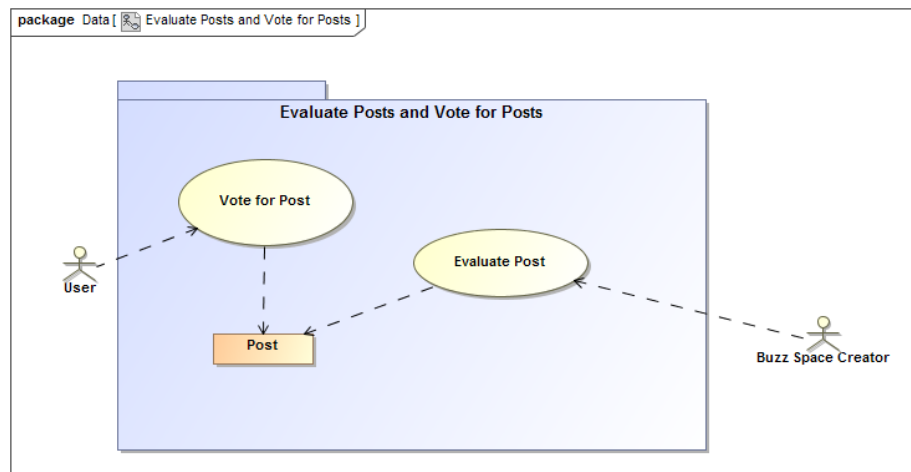 package Data [ Evaluate Posts and Vote for Posts ]
Evaluate Posts and Vote for Posts
Vote for Post
Evaluate Post
User
Post
Buzz Space Creator